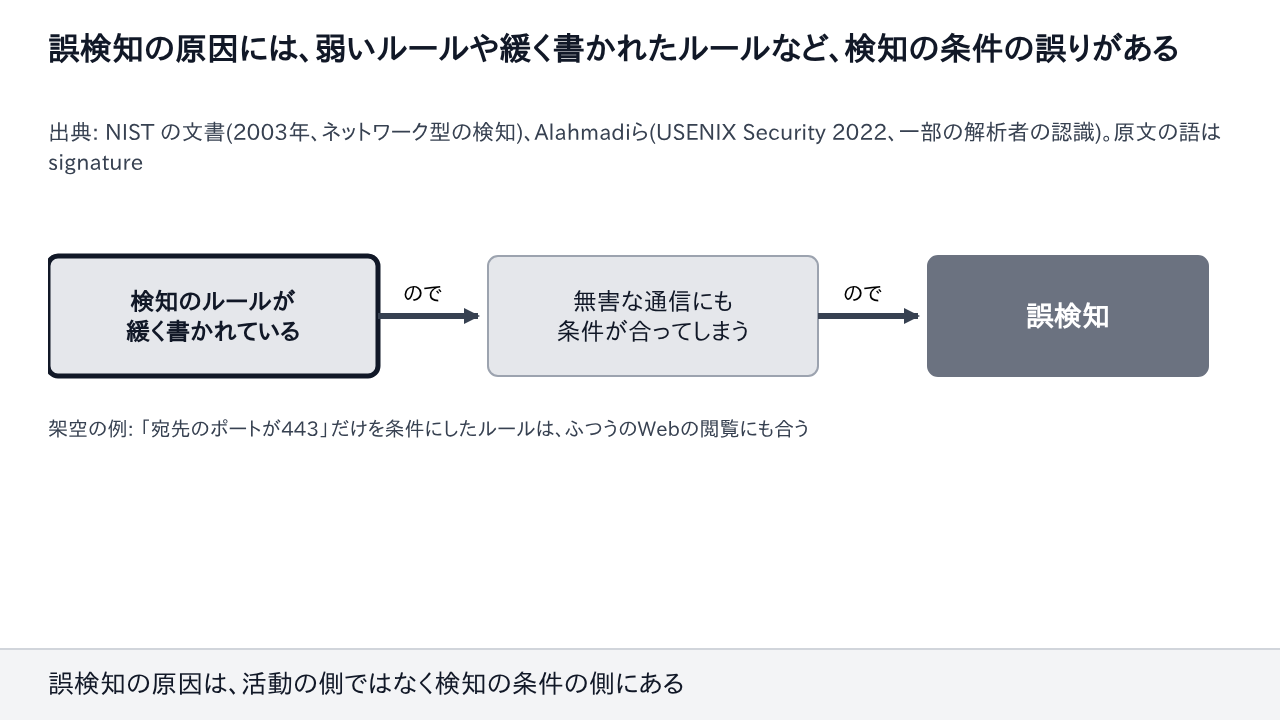 誤検知の原因には、弱いルールや緩く書かれたルールなど、検知の条件の誤りがある
出典: NIST の文書(2003年、ネットワーク型の検知)、Alahmadiら(USENIX Security 2022、一部の解析者の認識)。原文の語は
signature
検知のルールが
緩く書かれている
ので
無害な通信にも
条件が合ってしまう
ので
誤検知
架空の例: 「宛先のポートが443」だけを条件にしたルールは、ふつうのWebの閲覧にも合う
誤検知の原因は、活動の側ではなく検知の条件の側にある